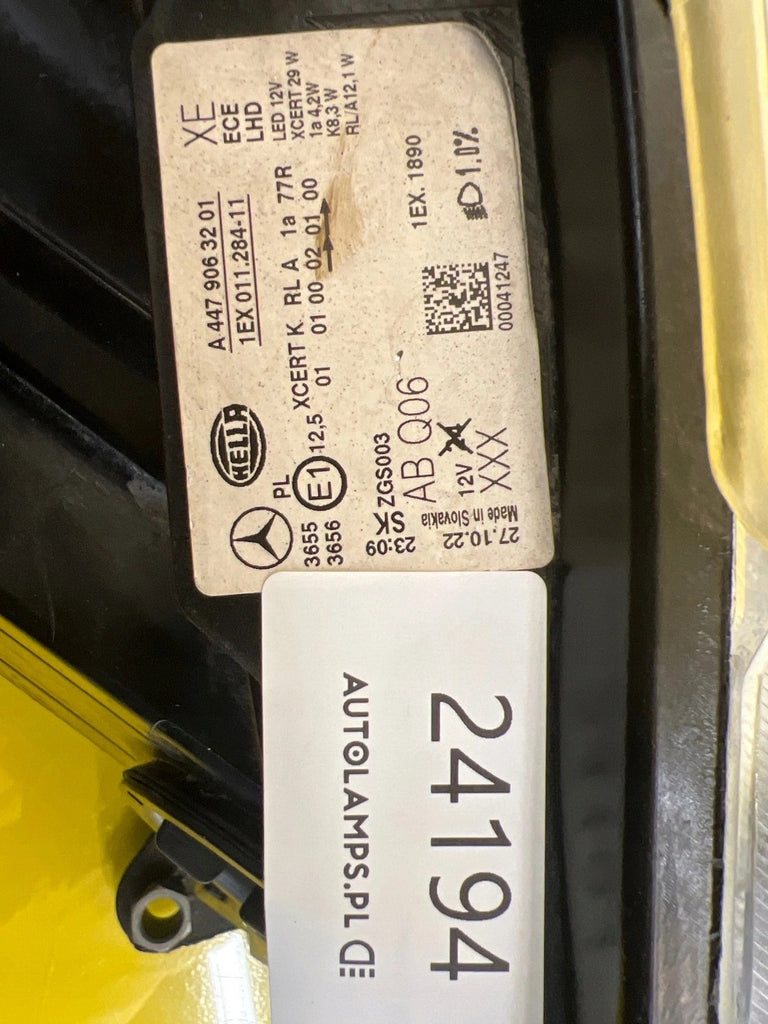 A 447 906 32 01
1EX 011.284-11
XE
ECE
LHD
LED 12V
XCERT 29 W
1a 4,2W
K8,3 W
RL/A12,1 W
HELLA
PL
3655
3656
E1
12,5
XCERT K RL A 1a 77R
01 01 00 02 01 00
SK
ZGS003
AB Q06
12V 24
XXX
1EX. 1890
1.0%
00041247
Made in Slovakia
27.10.22
23:09
AUTOLAMPS.PL
24194